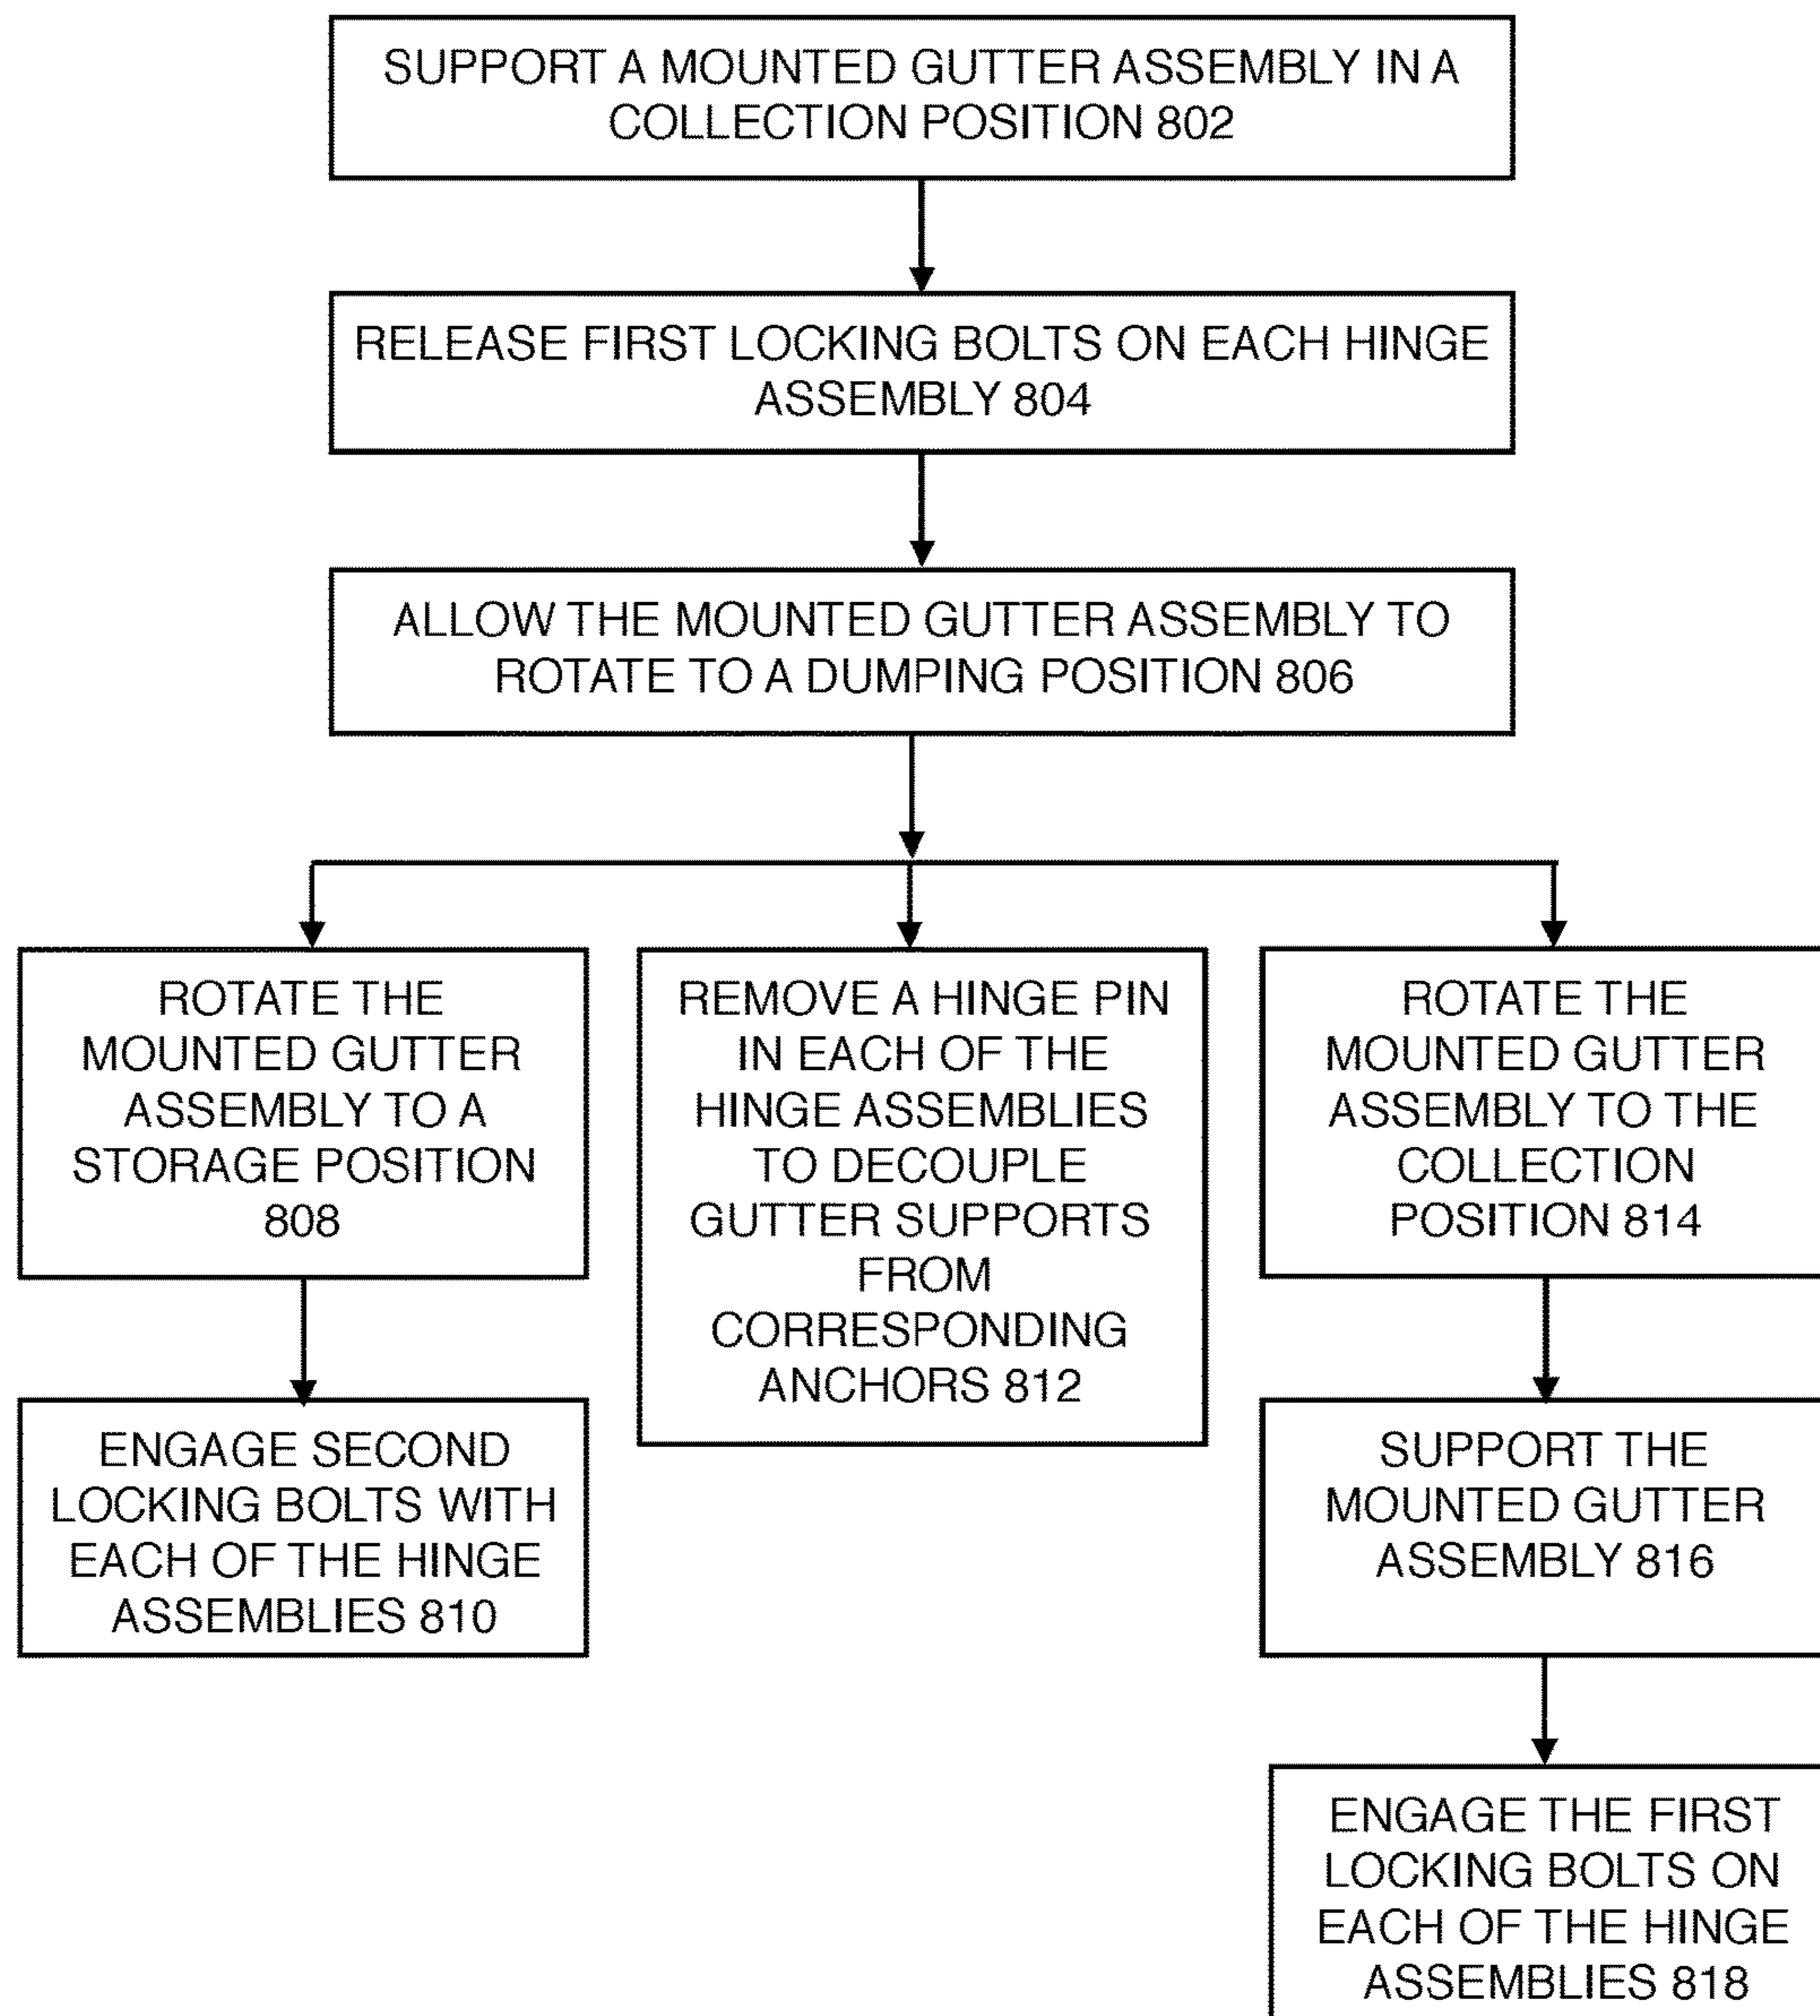 SUPPORT A MOUNTED GUTTER ASSEMBLY IN A
COLLECTION POSITION 802
RELEASE FIRST LOCKING BOLTS ON EACH HINGE
ASSEMBLY 804
ALLOW THE MOUNTED GUTTER ASSEMBLY TO
ROTATE TO A DUMPING POSITION 806
ROTATE THE
MOUNTED GUTTER
ASSEMBLY TO A
STORAGE POSITION
808
ENGAGE SECOND
LOCKING BOLTS WITH
EACH OF THE HINGE
ASSEMBLIES 810
REMOVE A HINGE PIN
IN EACH OF THE
HINGE ASSEMBLIES
TO DECOUPLE
GUTTER SUPPORTS
FROM
CORRESPONDING
ANCHORS 812
ROTATE THE
MOUNTED GUTTER
ASSEMBLY TO THE
COLLECTION
POSITION 814
SUPPORT THE
MOUNTED GUTTER
ASSEMBLY 816
ENGAGE THE FIRST
LOCKING BOLTS ON
EACH OF THE HINGE
ASSEMBLIES 818